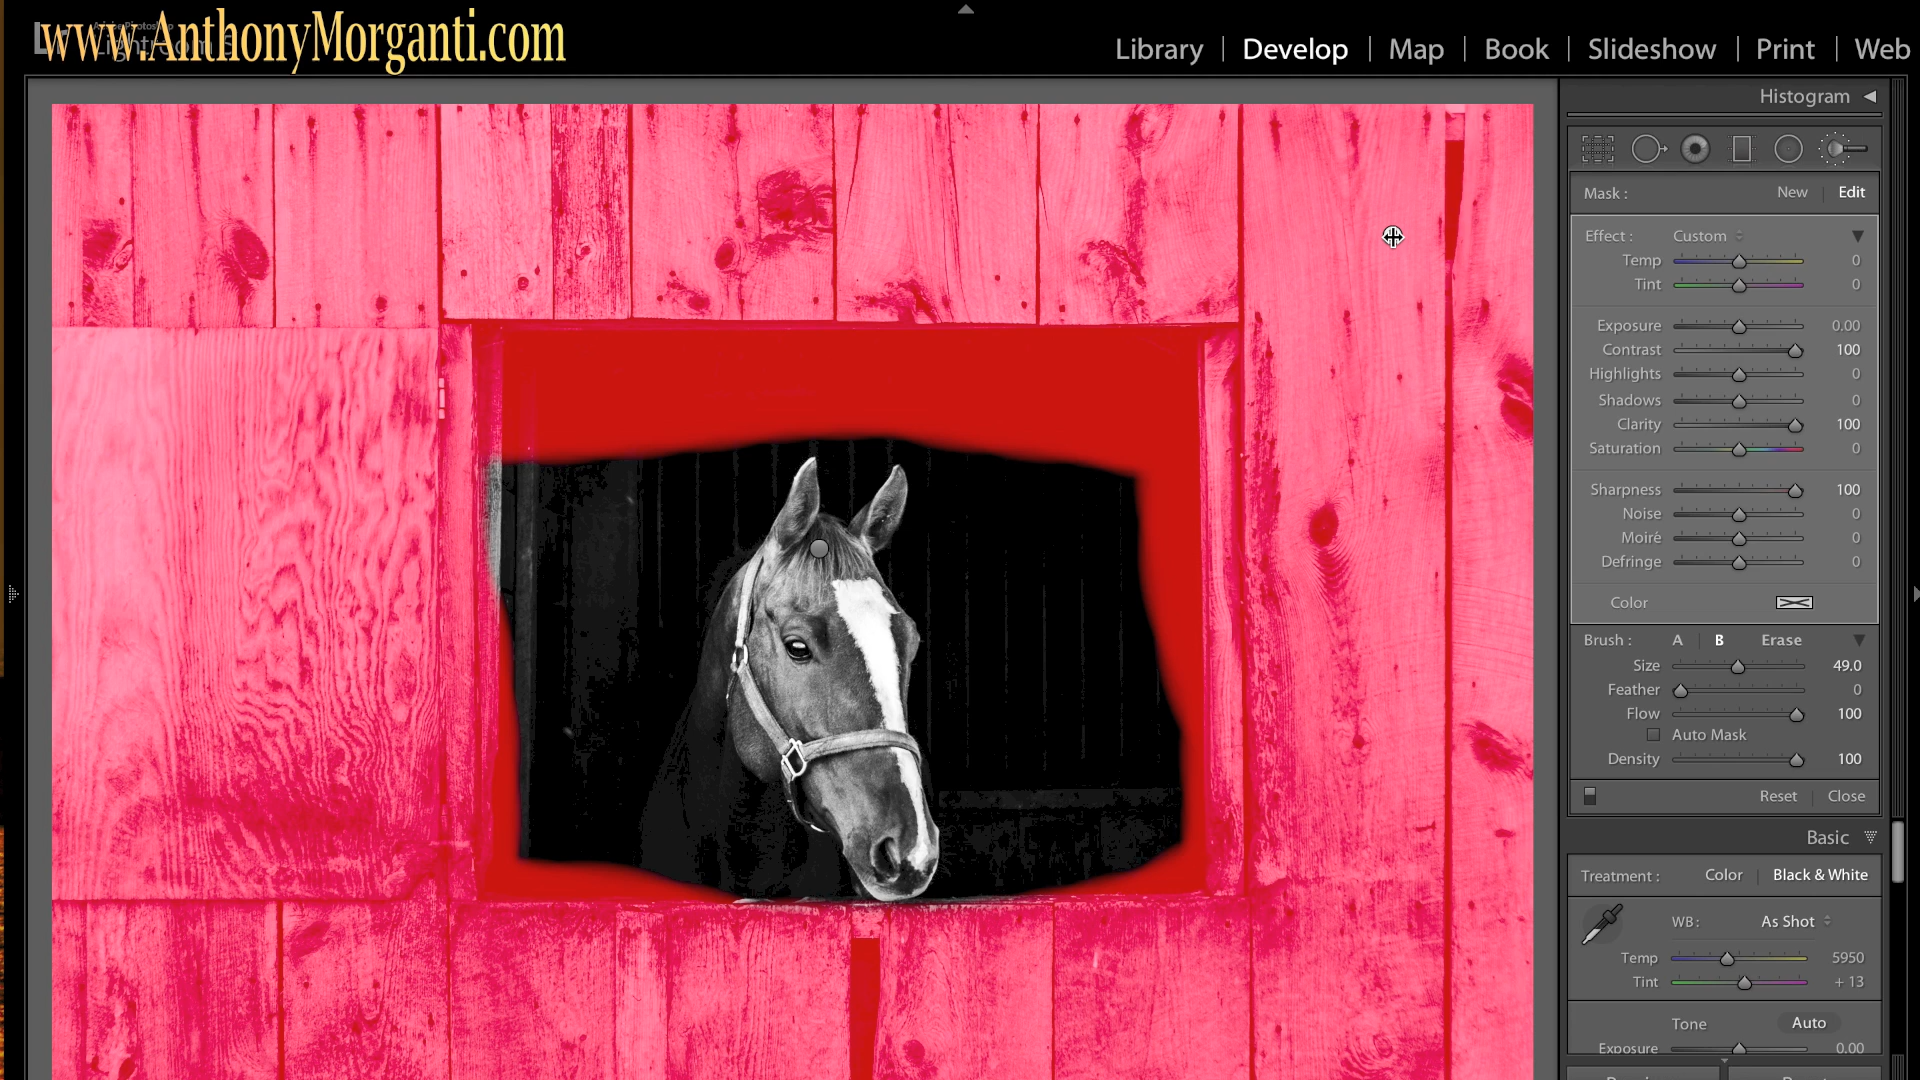 www.AnthonyMorganti.com
Library | Develop | Map | Book | Slideshow | Print | Web
Histogram
Mask : New | Edit
Effect : Custom
Temp 0
Tint 0
Exposure 0.00
Contrast 100
Highlights 0
Shadows 0
Clarity 100
Saturation 0
Sharpness 100
Noise 0
Moiré 0
Defringe 0
Color
Brush : A | B Erase
Size 49.0
Feather 0
Flow 100
Auto Mask
Density 100
Reset | Close
Basic
Treatment : Color | Black & White
WB : As Shot
Temp 5950
Tint + 13
Tone Auto
Exposure 0.00